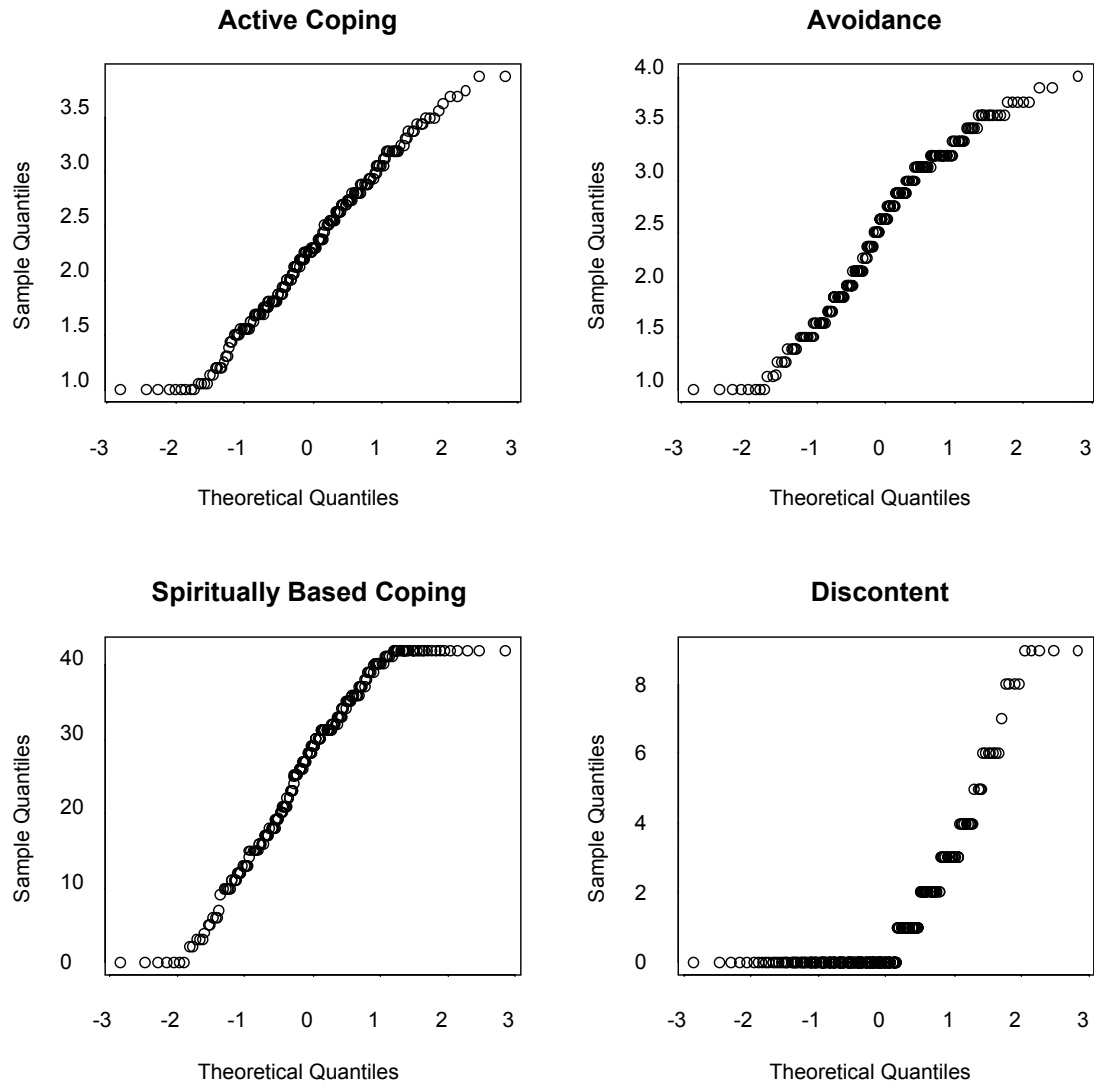 Active Coping
Sample Quantiles
3.5
3.0
2.5
2.0
1.5
1.0
-3 -2 -1 0 1 2 3
Theoretical Quantiles
Avoidance
Sample Quantiles
4.0
3.5
3.0
2.5
2.0
1.5
1.0
-3 -2 -1 0 1 2 3
Theoretical Quantiles
Spiritually Based Coping
Sample Quantiles
40
30
20
10
0
-3 -2 -1 0 1 2 3
Theoretical Quantiles
Discontent
Sample Quantiles
8
6
4
2
0
-3 -2 -1 0 1 2 3
Theoretical Quantiles